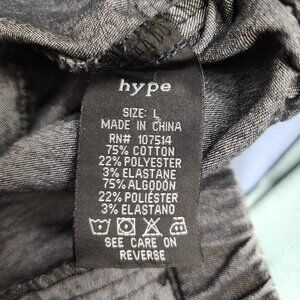 hype
SIZE: L
MADE IN CHINA
RN# 107514
75% COTTON
22% POLYESTER
3% ELASTANE
75% ALGODÓN
22% POLIÉSTER
3% ELASTANO
SEE CARE ON
REVERSE